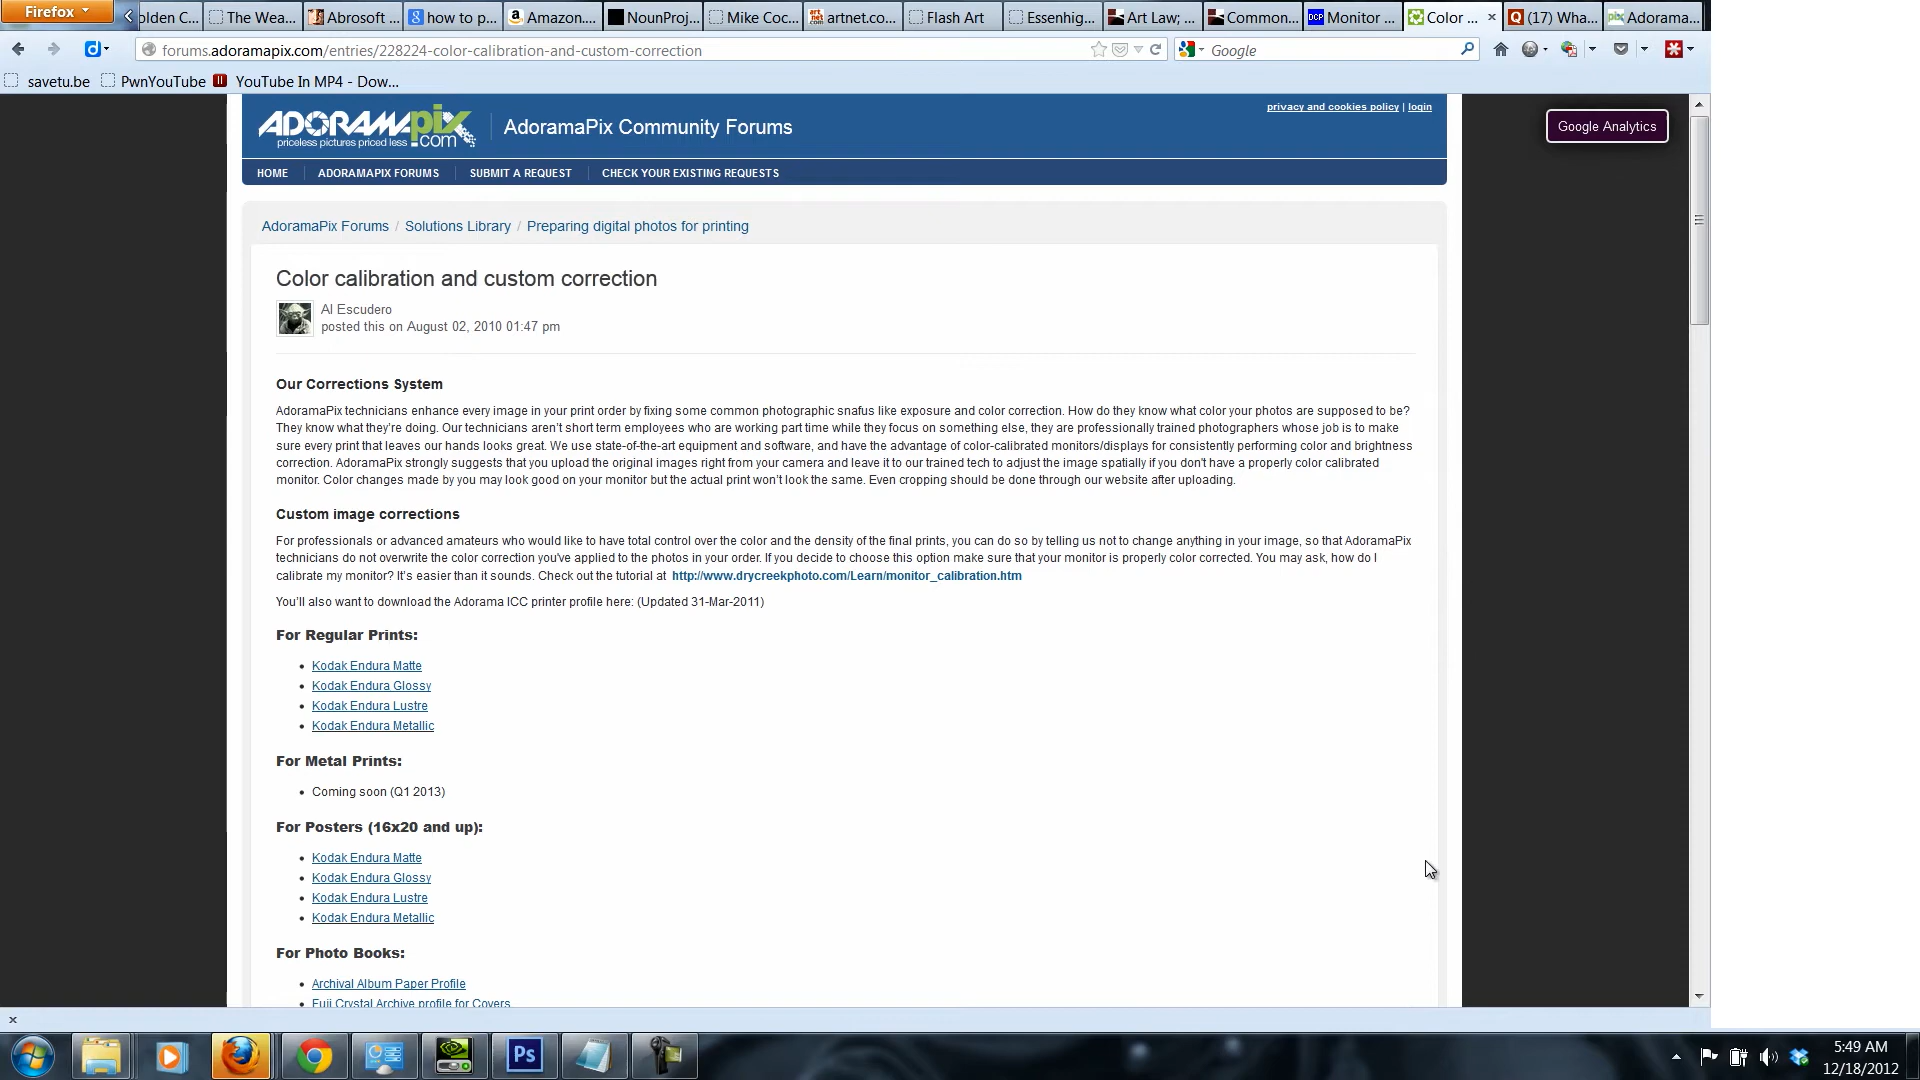 Firefox
olden C...
The Wea...
Abrosoft ...
how to p...
Amazon....
NounProj...
Mike Coc...
artnet.co...
Flash Art
Essenhig...
Art Law; ...
Common...
Monitor ...
Color ...
(17) Wha...
Adorama...
forums.adoramapix.com/entries/228224-color-calibration-and-custom-correction
Google
savetu.be
PwnYouTube
YouTube In MP4 - Dow...
ADORAMApix.com
priceless pictures priced less.
AdoramaPix Community Forums
privacy and cookies policy | login
Google Analytics
HOME
ADORAMAPIX FORUMS
SUBMIT A REQUEST
CHECK YOUR EXISTING REQUESTS
AdoramaPix Forums / Solutions Library / Preparing digital photos for printing
Color calibration and custom correction
Al Escudero
posted this on August 02, 2010 01:47 pm
Our Corrections System
AdoramaPix technicians enhance every image in your print order by fixing some common photographic snafus like exposure and color correction. How do they know what color your photos are supposed to be?
They know what they're doing. Our technicians aren't short term employees who are working part time while they focus on something else, they are professionally trained photographers whose job is to make
sure every print that leaves our hands looks great. We use state-of-the-art equipment and software, and have the advantage of color-calibrated monitors/displays for consistently performing color and brightness
correction. AdoramaPix strongly suggests that you upload the original images right from your camera and leave it to our trained tech to adjust the image spatially if you don't have a properly color calibrated
monitor. Color changes made by you may look good on your monitor but the actual print won't look the same. Even cropping should be done through our website after uploading.
Custom image corrections
For professionals or advanced amateurs who would like to have total control over the color and the density of the final prints, you can do so by telling us not to change anything in your image, so that AdoramaPix
technicians do not overwrite the color correction you've applied to the photos in your order. If you decide to choose this option make sure that your monitor is properly color corrected. You may ask, how do I
calibrate my monitor? It's easier than it sounds. Check out the tutorial at http://www.drycreekphoto.com/Learn/monitor_calibration.htm
You'll also want to download the Adorama ICC printer profile here: (Updated 31-Mar-2011)
For Regular Prints:
Kodak Endura Matte
Kodak Endura Glossy
Kodak Endura Lustre
Kodak Endura Metallic
For Metal Prints:
Coming soon (Q1 2013)
For Posters (16x20 and up):
Kodak Endura Matte
Kodak Endura Glossy
Kodak Endura Lustre
Kodak Endura Metallic
For Photo Books:
Archival Album Paper Profile
Fuji Crystal Archive profile for Covers
Ps
5:49 AM
12/18/2012